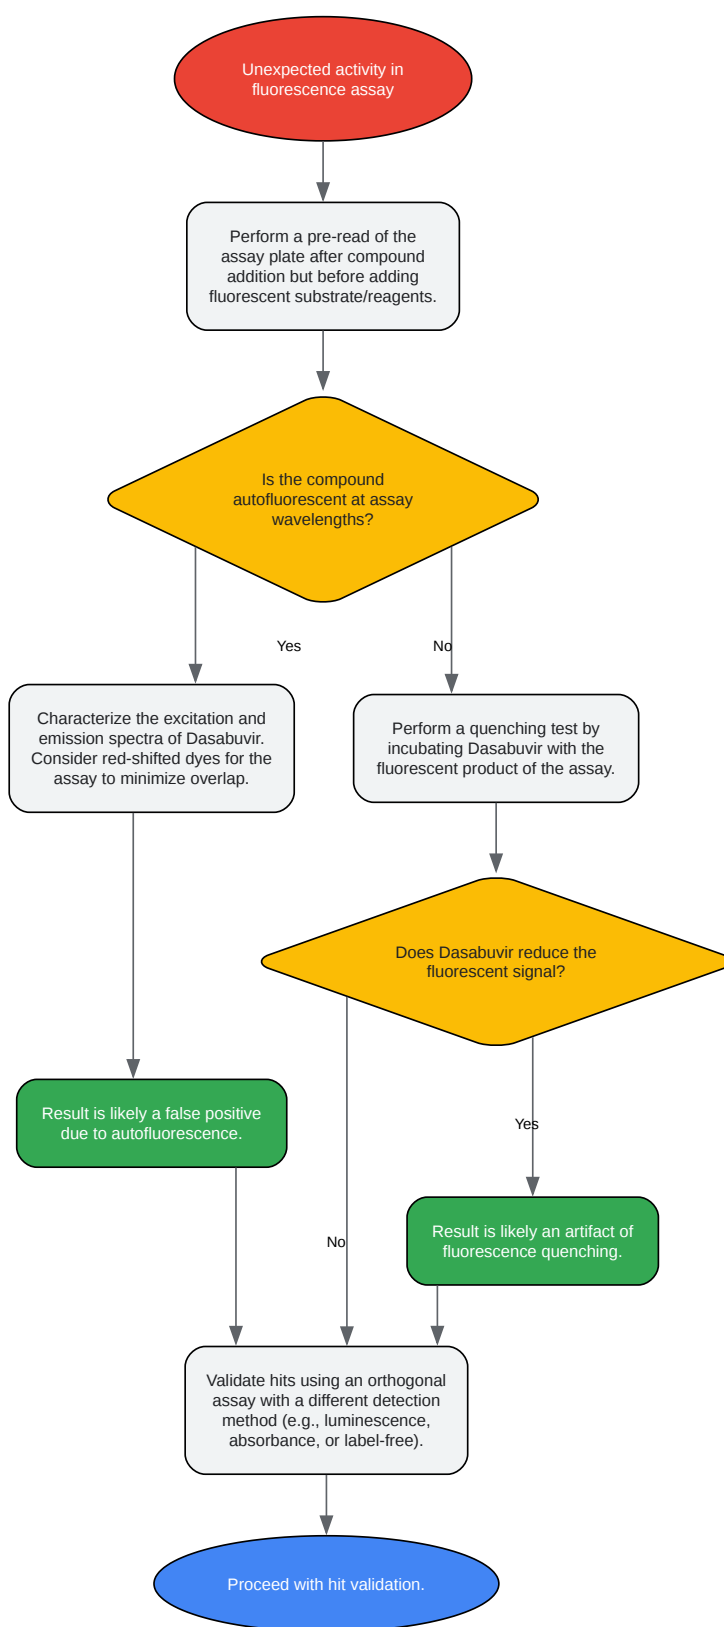 Unexpected activity in
fluorescence assay
Perform a pre-read of the
assay plate after compound
addition but before adding
fluorescent substrate/reagents.
Is the compound
autofluorescent at assay
wavelengths?
Yes
No
Characterize the excitation and
emission spectra of Dasabuvir.
Consider red-shifted dyes for the
assay to minimize overlap.
Perform a quenching test by
incubating Dasabuvir with the
fluorescent product of the assay.
Does Dasabuvir reduce the
fluorescent signal?
Result is likely a false positive
due to autofluorescence.
Yes
No
Result is likely an artifact of
fluorescence quenching.
Validate hits using an orthogonal
assay with a different detection
method (e.g., luminescence,
absorbance, or label-free).
Proceed with hit validation.